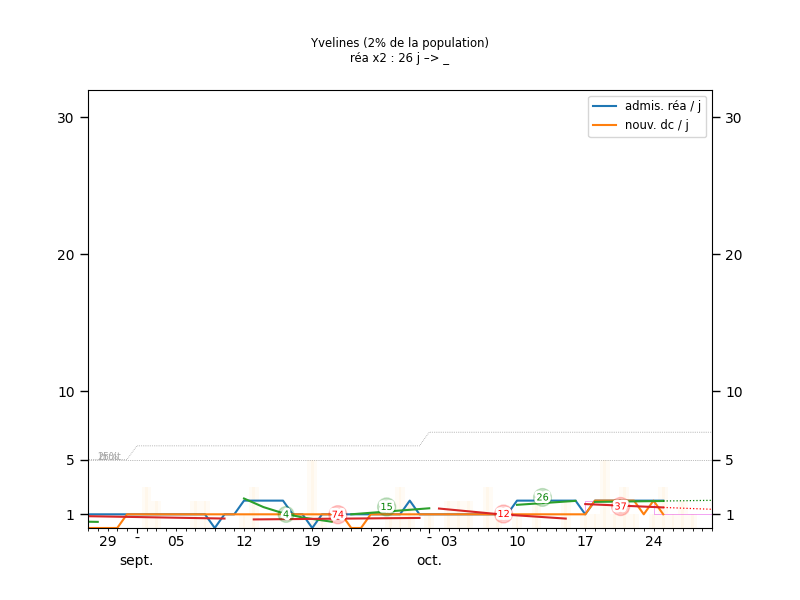 Yvelines (2% de la population)
réa x2 : 26 j –> _
admis. réa / j
nouv. dc / j
30 30
20 20
10 10
5 5
1 1
4 74 15 12 26 37
29 - 05 12 19 26 - 03 10 17 24
sept. oct.